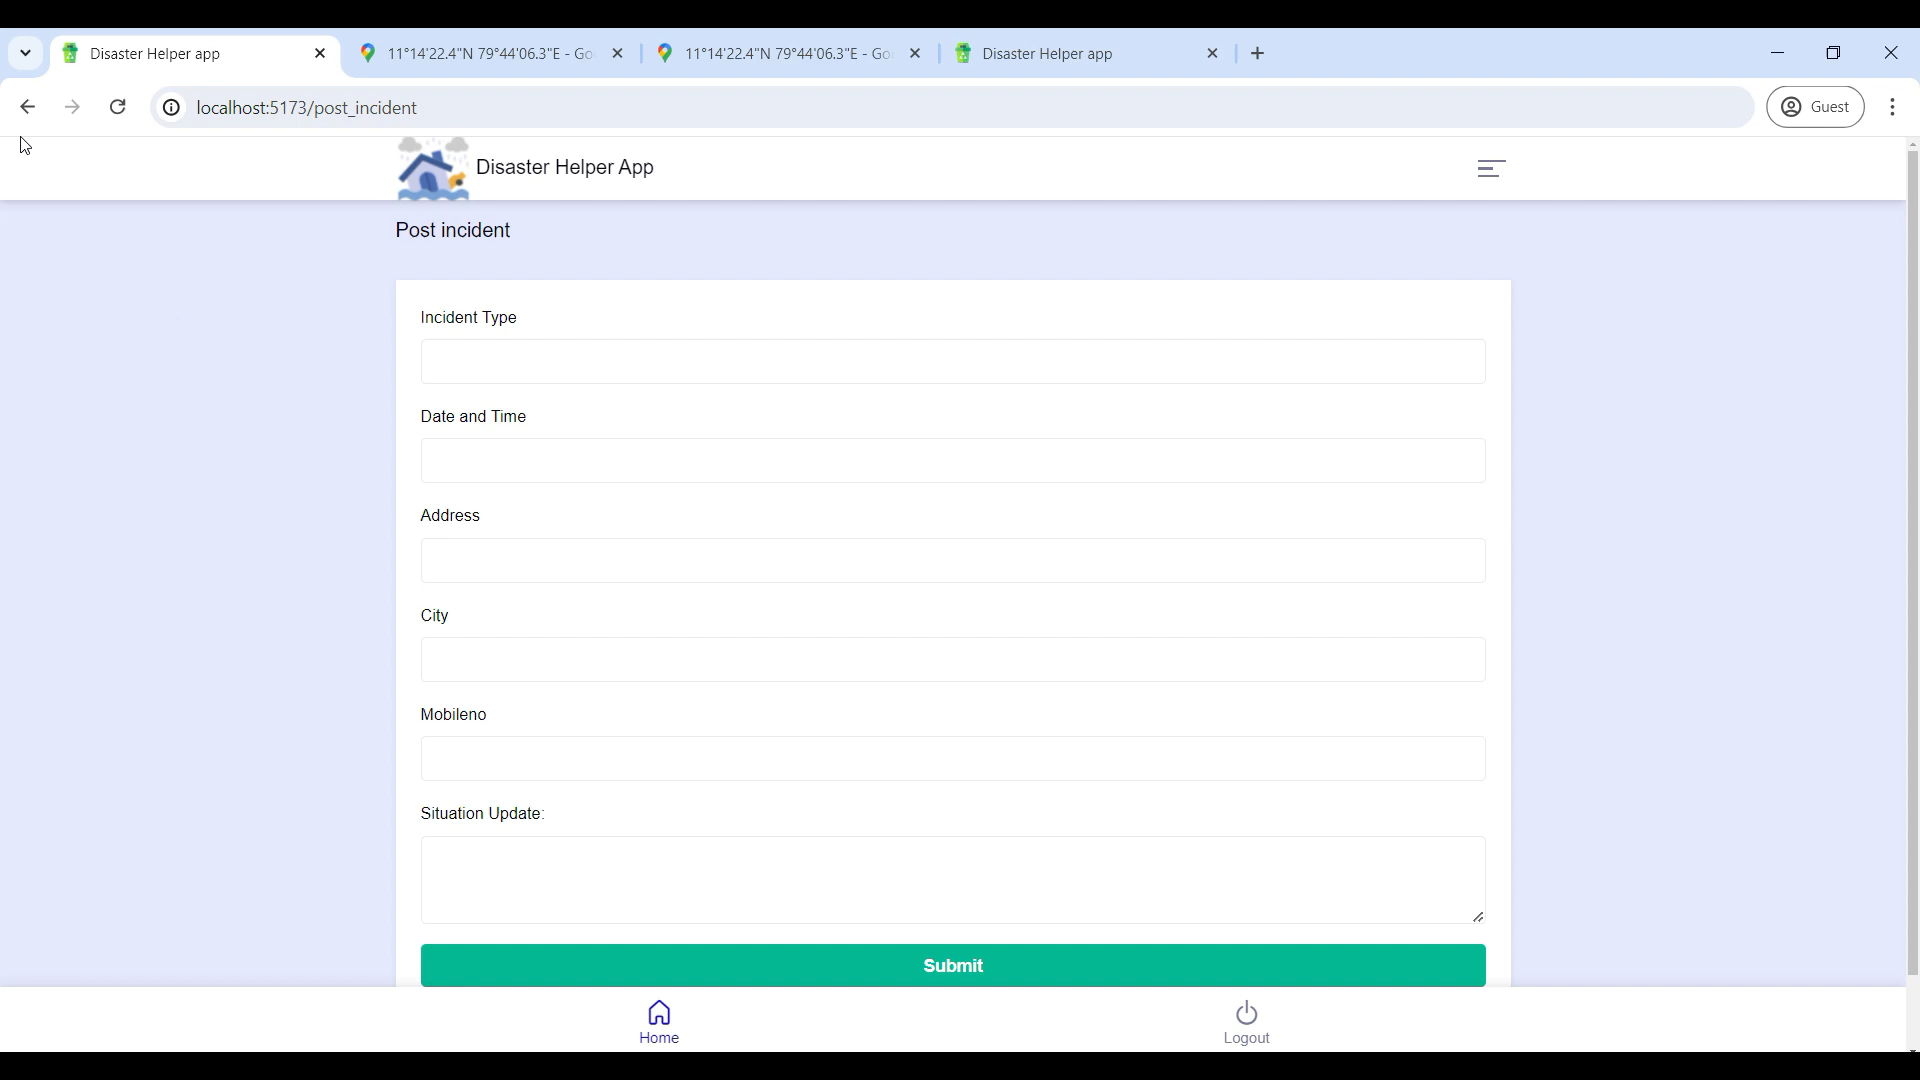 Disaster Helper app
11°14'22.4"N 79°44'06.3"E - Go
11°14'22.4"N 79°44'06.3"E - Go
Disaster Helper app
localhost:5173/post_incident
Guest
Disaster Helper App
Post incident
Incident Type
Date and Time
Address
City
Mobileno
Situation Update:
Submit
Home
Logout